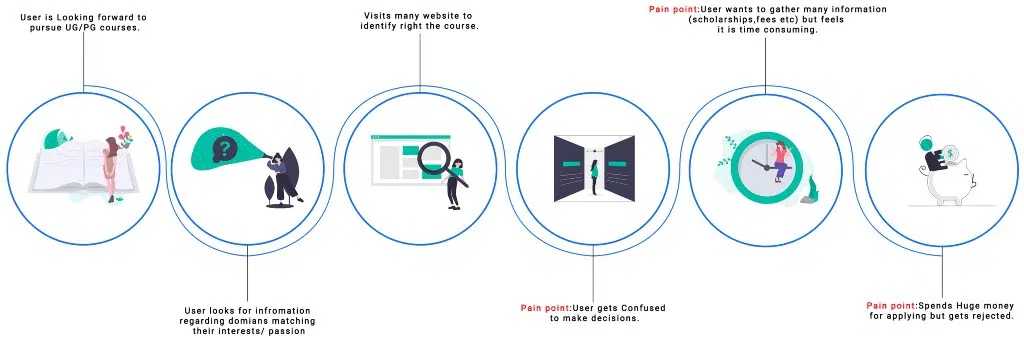 User is Looking forward to
pursue UG/PG courses.
User looks for infromation
regarding domians matching
their interests/ passion
Visits many website to
identify right the course.
Pain point:User gets Confused
to make decisions.
Pain point:User wants to gather many information
(scholarships,fees etc) but feels
it is time consuming.
Pain point:Spends Huge money
for applying but gets rejected.
?
$